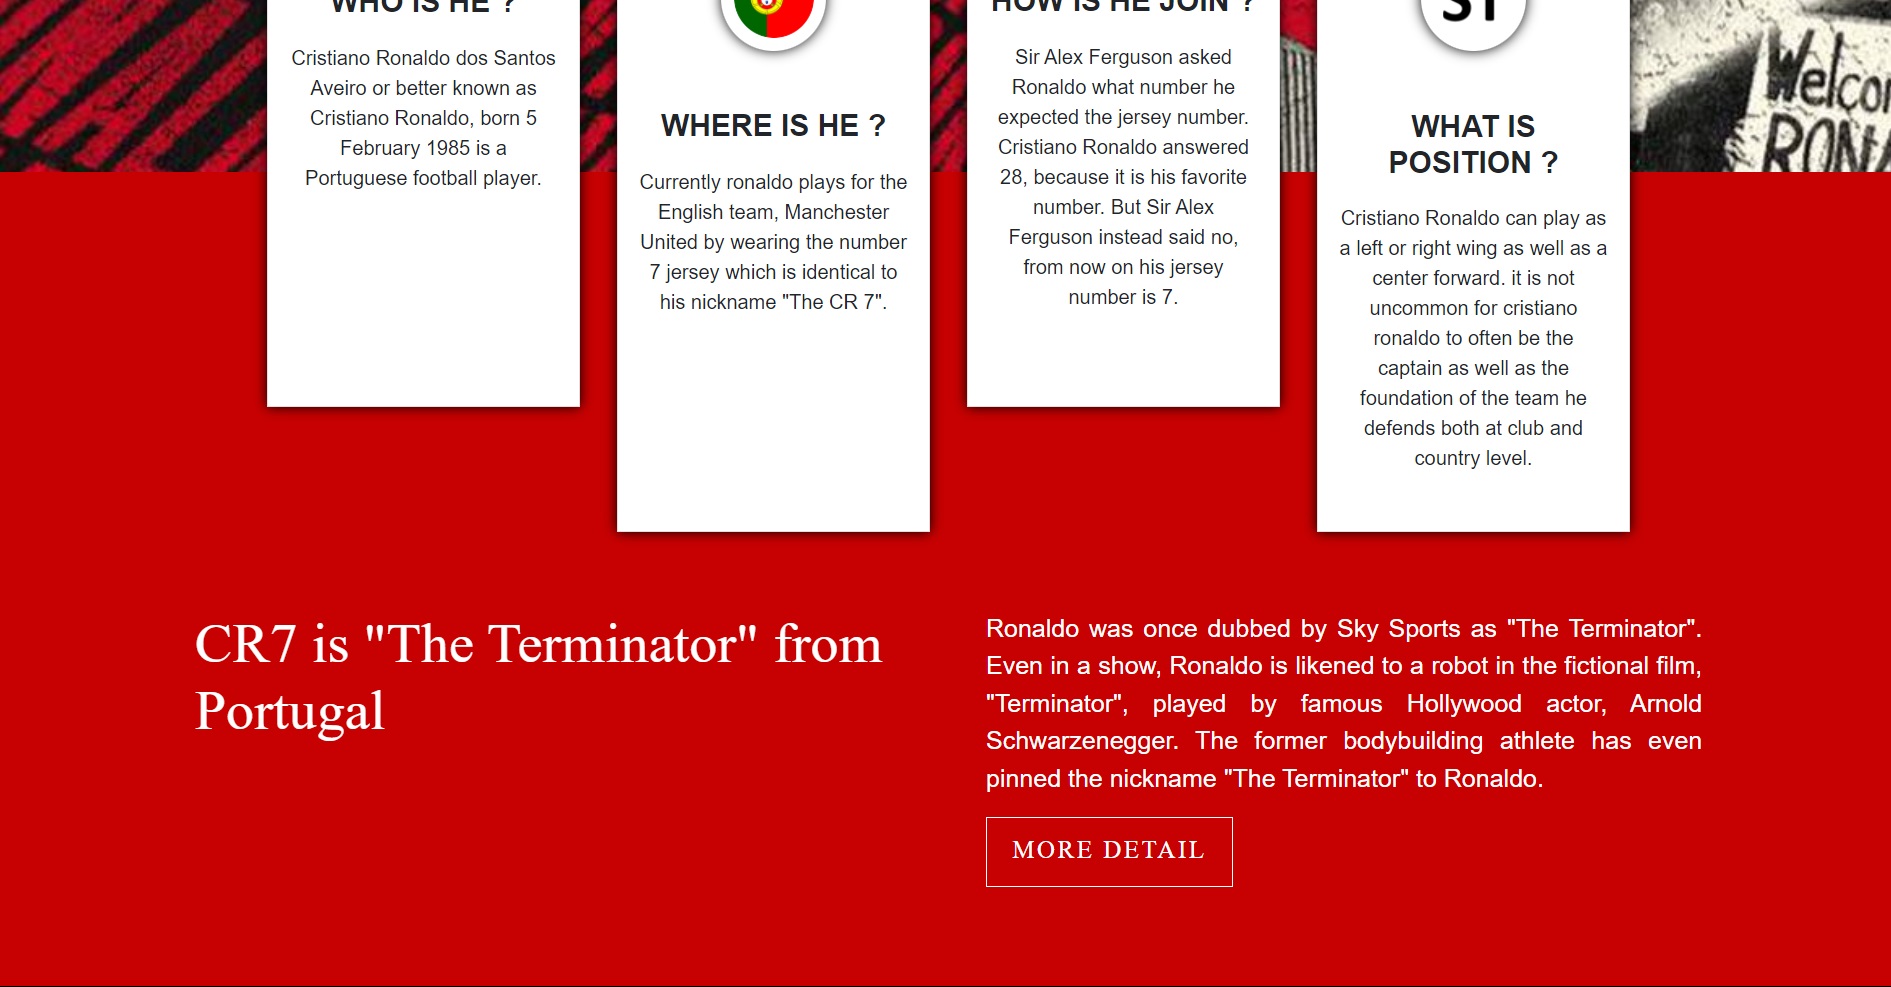 WHO IS HE ?
Cristiano Ronaldo dos Santos
Aveiro or better known as
Cristiano Ronaldo, born 5
February 1985 is a
Portuguese football player.
WHERE IS HE ?
Currently ronaldo plays for the
English team, Manchester
United by wearing the number
7 jersey which is identical to
his nickname "The CR 7".
HOW IS HE JOIN ?
Sir Alex Ferguson asked
Ronaldo what number he
expected the jersey number.
Cristiano Ronaldo answered
28, because it is his favorite
number. But Sir Alex
Ferguson instead said no,
from now on his jersey
number is 7.
ST
WHAT IS
POSITION ?
Cristiano Ronaldo can play as
a left or right wing as well as a
center forward. it is not
uncommon for cristiano
ronaldo to often be the
captain as well as the
foundation of the team he
defends both at club and
country level.
Welco
RONA
CR7 is "The Terminator" from
Portugal
Ronaldo was once dubbed by Sky Sports as "The Terminator".
Even in a show, Ronaldo is likened to a robot in the fictional film,
"Terminator", played by famous Hollywood actor, Arnold
Schwarzenegger. The former bodybuilding athlete has even
pinned the nickname "The Terminator" to Ronaldo.
MORE DETAIL